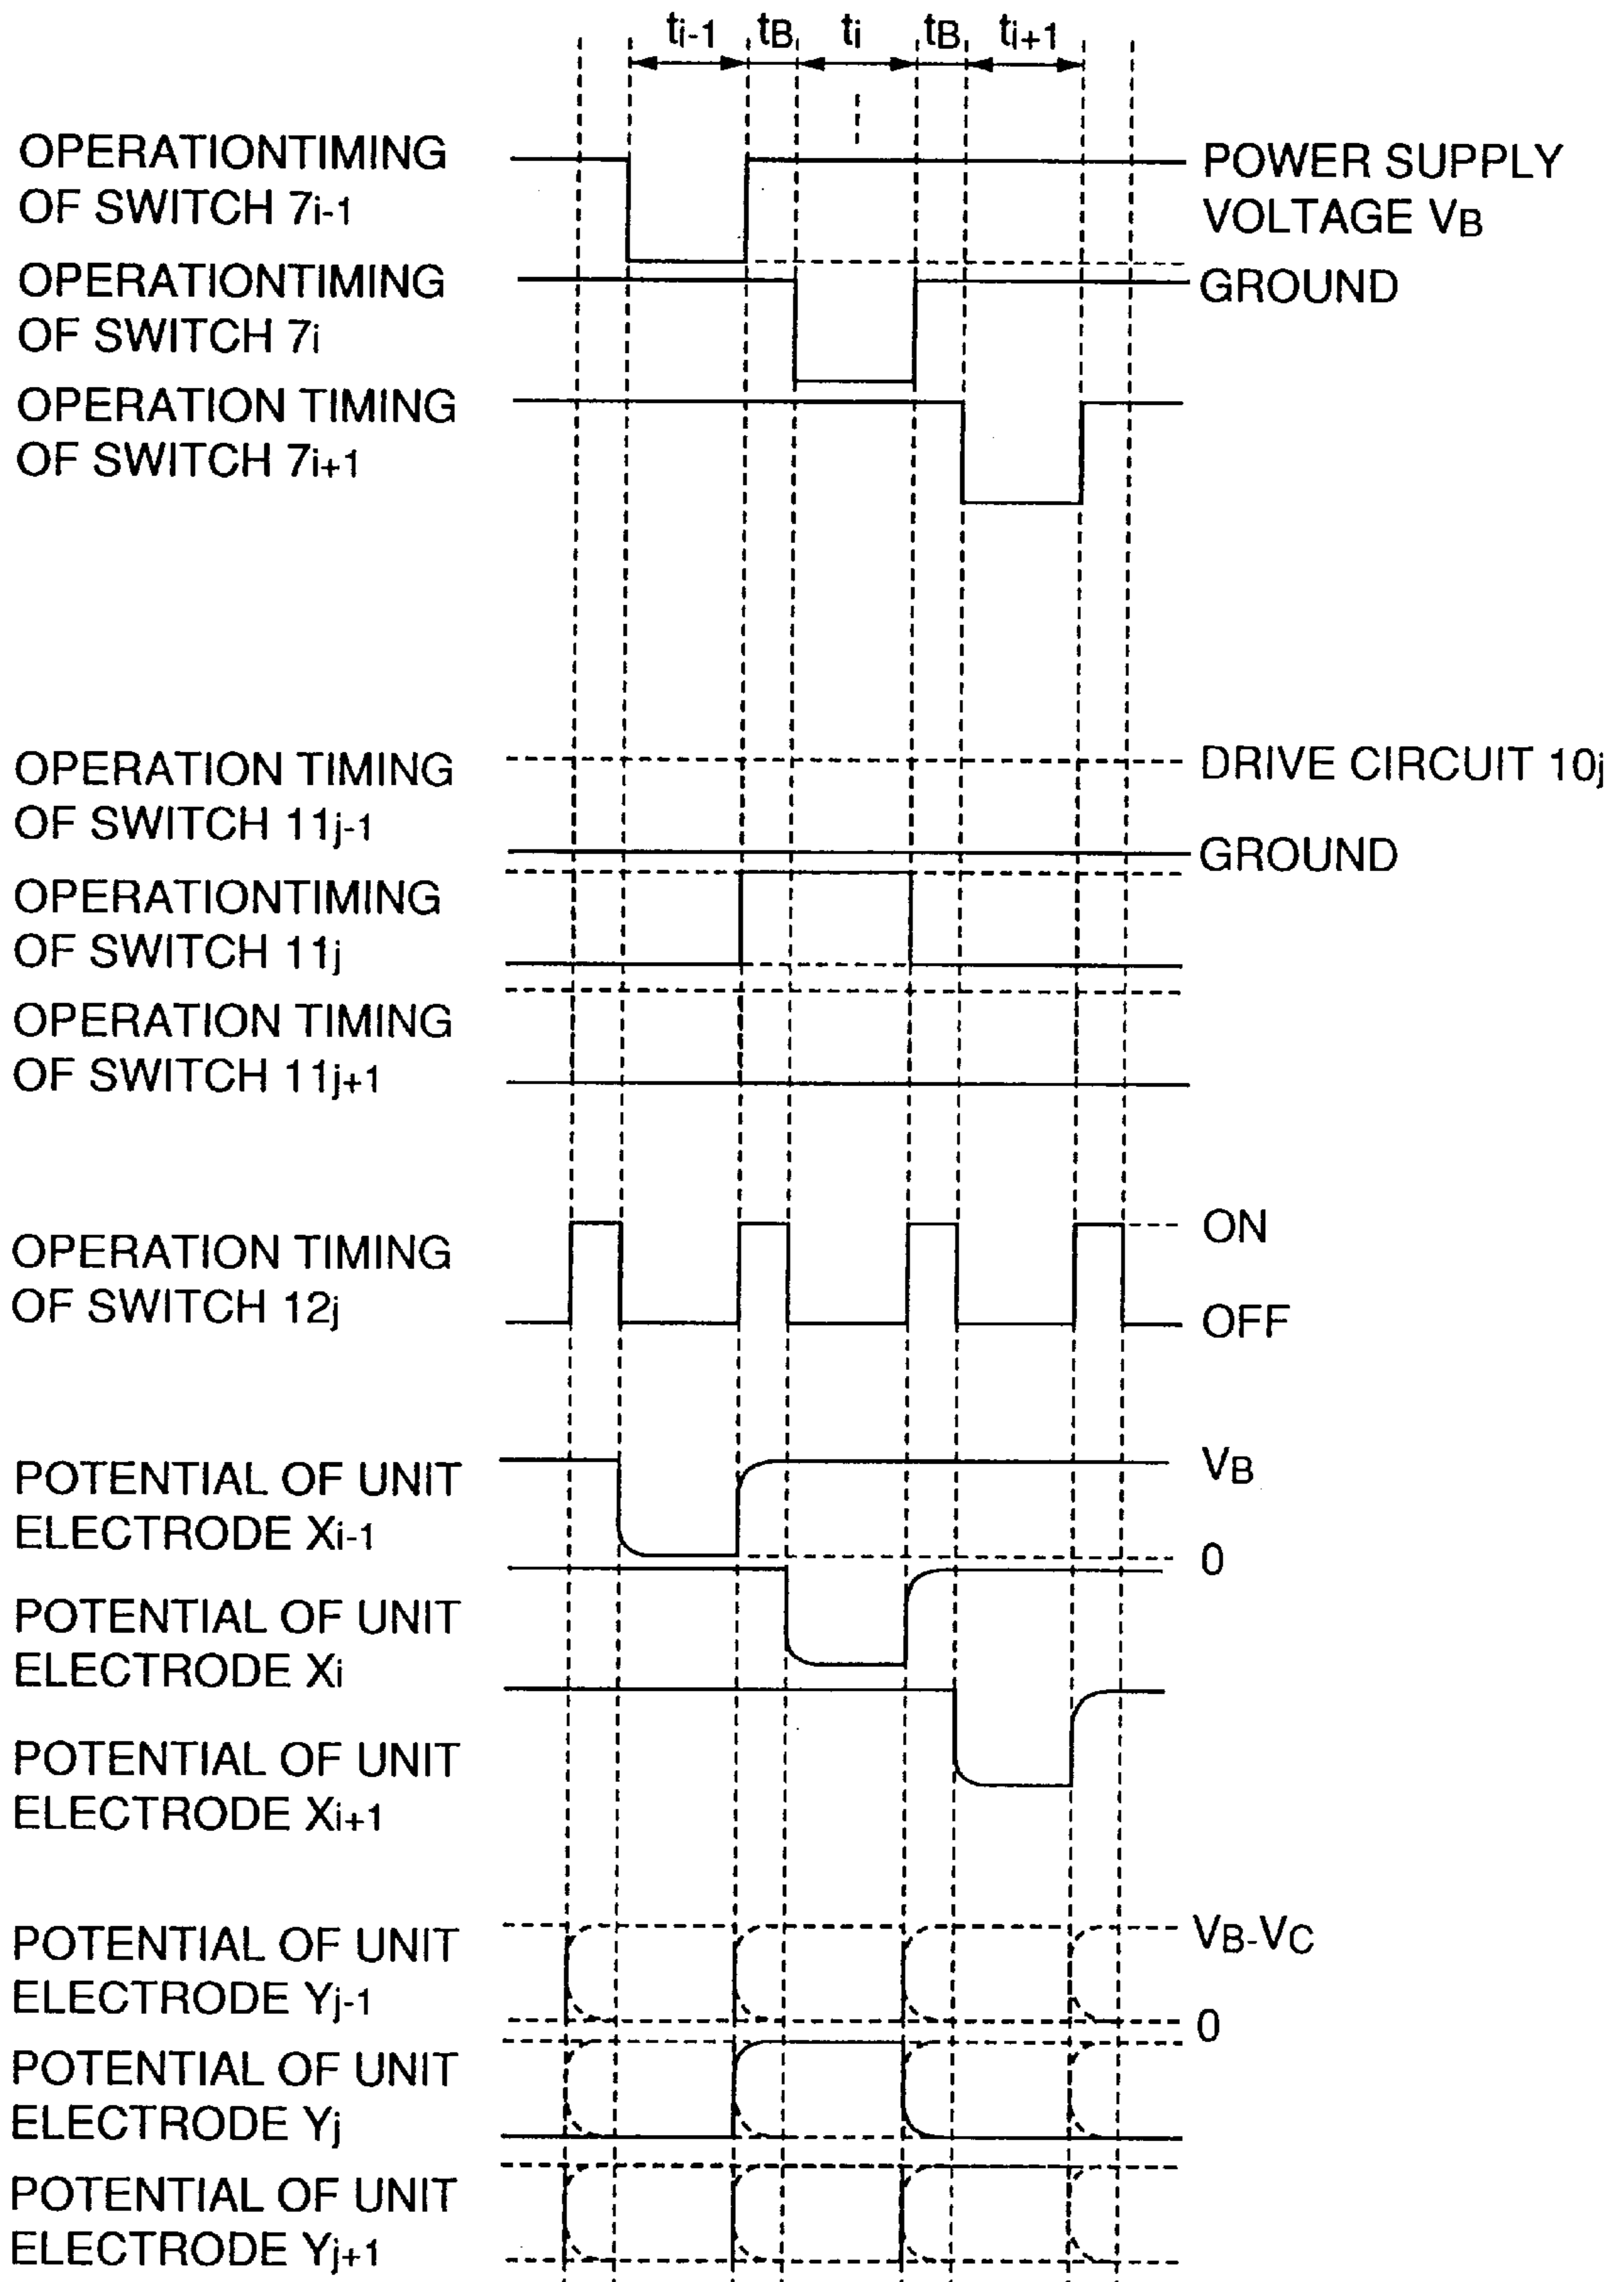 ti-1 tB ti tB ti+1
OPERATIONTIMING
OF SWITCH 7i-1
POWER SUPPLY
VOLTAGE VB
OPERATIONTIMING
OF SWITCH 7i
GROUND
OPERATION TIMING
OF SWITCH 7i+1
OPERATION TIMING
OF SWITCH 11j-1
DRIVE CIRCUIT 10j
GROUND
OPERATIONTIMING
OF SWITCH 11j
OPERATION TIMING
OF SWITCH 11j+1
OPERATION TIMING
OF SWITCH 12j
ON
OFF
POTENTIAL OF UNIT
ELECTRODE Xi-1
VB
0
POTENTIAL OF UNIT
ELECTRODE Xi
POTENTIAL OF UNIT
ELECTRODE Xi+1
POTENTIAL OF UNIT
ELECTRODE Yj-1
VB-VC
0
POTENTIAL OF UNIT
ELECTRODE Yj
POTENTIAL OF UNIT
ELECTRODE Yj+1